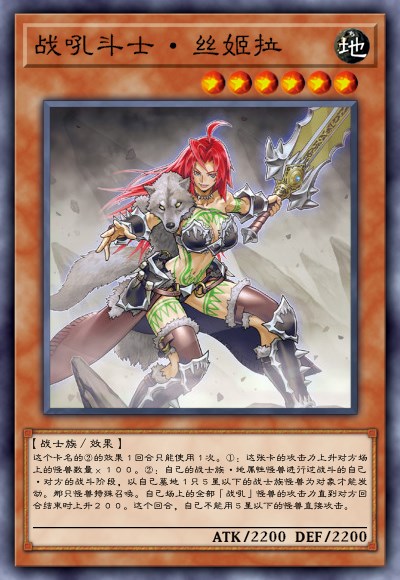 战吼斗士・丝姬拉
地
【战士族／效果】
这个卡名的②的效果1回合只能使用1次。①：这张卡的攻击力上升对方场
上的怪兽数量×100。②：自己的战士族・地属性怪兽进行过战斗的自己
・对方的战斗阶段，以自己墓地1只5星以下的战士族怪兽为对象才能发
动。那只怪兽特殊召唤。自己场上的全部「战吼」怪兽的攻击力直到对方回
合结束时上升200。这个回合，自己不能用5星以下的怪兽直接攻击。
ATK/2200 DEF/2200